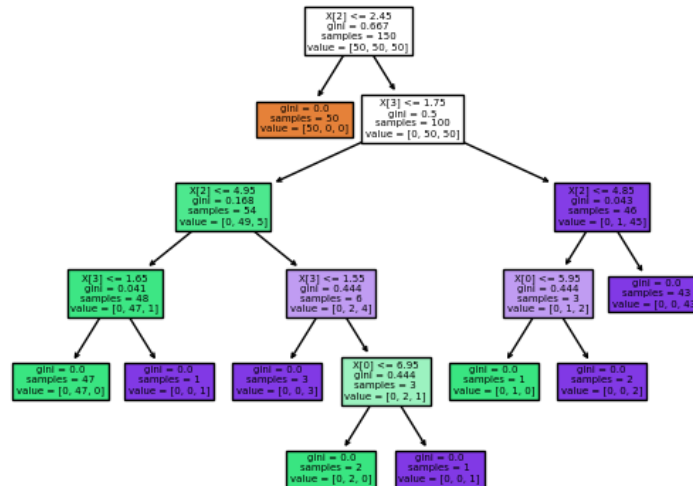 X[2] <= 2.45
gini = 0.667
samples = 150
value = [50, 50, 50]
gini = 0.0
samples = 50
value = [50, 0, 0]
X[3] <= 1.75
gini = 0.5
samples = 100
value = [0, 50, 50]
X[2] <= 4.95
gini = 0.168
samples = 54
value = [0, 49, 5]
X[2] <= 4.85
gini = 0.043
samples = 46
value = [0, 1, 45]
X[3] <= 1.65
gini = 0.041
samples = 48
value = [0, 47, 1]
X[3] <= 1.55
gini = 0.444
samples = 6
value = [0, 2, 4]
X[0] <= 5.95
gini = 0.444
samples = 3
value = [0, 1, 2]
gini = 0.0
samples = 43
value = [0, 0, 43
gini = 0.0
samples = 47
value = [0, 47, 0]
gini = 0.0
samples = 1
value = [0, 0, 1]
gini = 0.0
samples = 3
value = [0, 0, 3]
X[0] <= 6.95
gini = 0.444
samples = 3
value = [0, 2, 1]
gini = 0.0
samples = 1
value = [0, 1, 0]
gini = 0.0
samples = 2
value = [0, 0, 2]
gini = 0.0
samples = 2
value = [0, 2, 0]
gini = 0.0
samples = 1
value = [0, 0, 1]